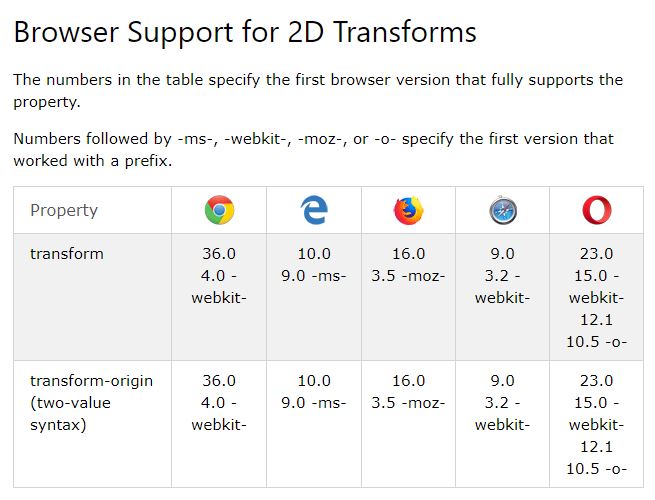 Browser Support for 2D Transforms
The numbers in the table specify the first browser version that fully supports the
property.
Numbers followed by -ms-, -webkit-, -moz-, or -o- specify the first version that
worked with a prefix.
Property
transform
36.0
4.0 -
webkit-
10.0
9.0 -ms-
16.0
3.5 -moz-
9.0
3.2 -
webkit-
23.0
15.0 -
webkit-
12.1
10.5 -o-
transform-origin
(two-value
syntax)
36.0
4.0 -
webkit-
10.0
9.0 -ms-
16.0
3.5 -moz-
9.0
3.2 -
webkit-
23.0
15.0 -
webkit-
12.1
10.5 -o-